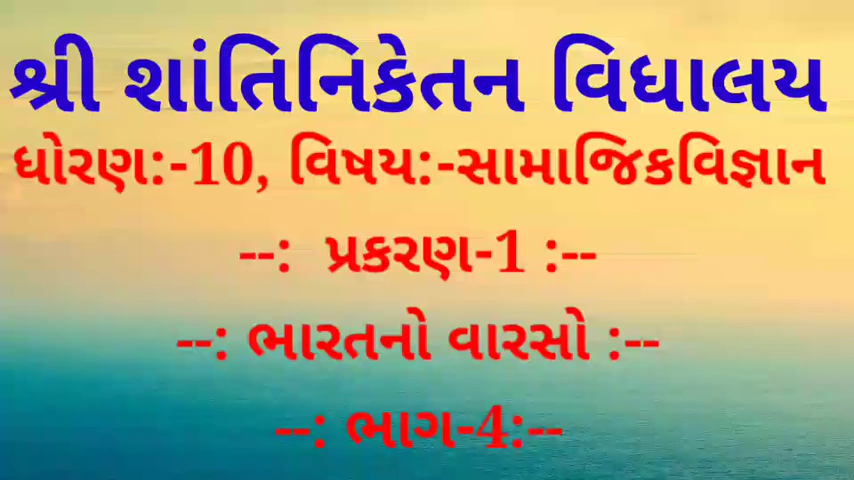 શ્રી શાંતિનિકેતન વિધાલય
ધોરણ:-10, વિષય:-સામાજિકવિજ્ઞાન
--: પ્રકરણ-1 :--
--: ભારતનો વારસો :--
--: ભાગ-4:--